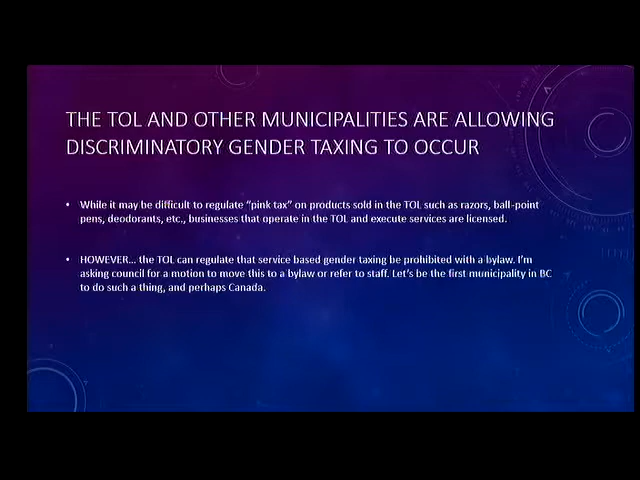 THE TOL AND OTHER MUNICIPALITIES ARE ALLOWING
DISCRIMINATORY GENDER TAXING TO OCCUR
• While it may be difficult to regulate “pink tax” on products sold in the TOL such as razors, ball-point
pens, deodorants, etc., businesses that operate in the TOL and execute services are licensed.
• HOWEVER... the TOL can regulate that service based gender taxing be prohibited with a bylaw. I’m
asking council for a motion to move this to a bylaw or refer to staff. Let’s be the first municipality in BC
to do such a thing, and perhaps Canada.